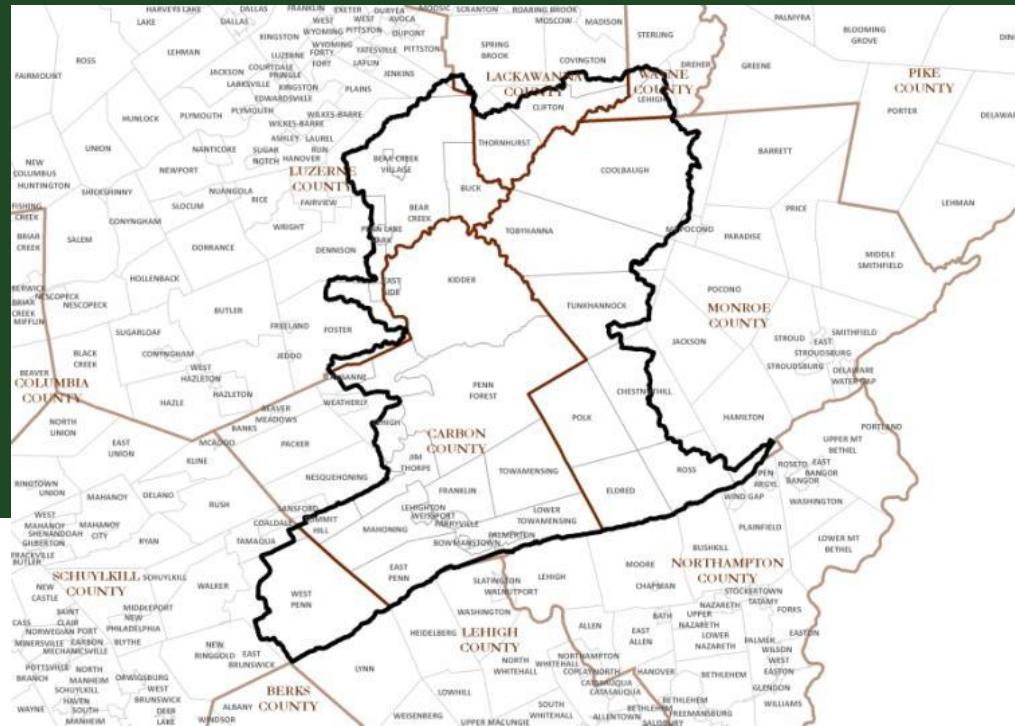 HARVEYS LAKE
LAKE
DALLAS
DALLAS
FRANKLIN
EXETER
WEST WYOMING
WYOMING
WEST PITTSTON
DURYEA
AVOCA
DUPONT
MOOSIC
SCRANTON
ROARING BROOK
MOSCOW
MADISON
STERLING
PALMYRA
BLOOMING
GROVE
KINGSTON
YATESVILLE
PITTSTON
SPRING
BROOK
COVINGTON
DREHER
GREENE
ROSS
LEHMAN
LUZERNE
FORTY
FORT
LAFLIN
COURTDALE
PRINGLE
JENKINS
LACKAWANNA
COUNTY
WAYNE
COUNTY
PIKE
COUNTY
FAIRMOUNT
JACKSON
LARKSVILLE
KINGSTON
EDWARDSVILLE
PLAINS
CLIFTON
LEHIGH
PORTER
HUNLOCK
PLYMOUTH
PLYMOUTH
WILKES-BARRE
WILKES-BARRE
THORNHURST
UNION
NANTICOKE
ASHLEY
LAUREL
RUN
SUGAR
NOTCH
HANOVER
BEAR CREEK
VILLAGE
COOLBAUGH
BARRETT
NEW
COLUMBUS
HUNTINGTON
SHICKSHINNY
NEWPORT
LUZERNE
COUNTY
BUCK
NUANGOLA
RICE
FAIRVIEW
FISHING
CREEK
CONYNGHAM
SLOCUM
BEAR
CREEK
PRICE
LEHMAN
BRIAR
CREEK
SALEM
DORRANCE
WRIGHT
DENNISON
PENN LAKE
PARK
TOBYHANNA
MT POCONO
PARADISE
MIDDLE
SMITHFIELD
HOLLENBACK
EAST
SIDE
KIDDER
POCONO
BERWICK
NESCOPECK
NESCOPECK
BRIAR
CREEK
MIFFLIN
BUTLER
TUNKHANNOCK
MONROE
COUNTY
SUGARLOAF
FREELAND
FOSTER
JACKSON
STROUD
SMITHFIELD
EAST
STROUDSBURG
STROUDSBURG
DELAWARE
WATER GAP
BLACK
CREEK
CONYNGHAM
JEDDO
BEAVER
WEST
HAZLETON
HAZLETON
LAUSANNE
PENN
FOREST
CHESTNUTHILL
COLUMBIA
COUNTY
HAZLE
BEAVER
MEADOWS
WEATHERLY
LEHIGH
POLK
HAMILTON
PORTLAND
NORTH
UNION
BANKS
EAST
UNION
MCADOO
KLINE
PACKER
CARBON
COUNTY
UPPER MT
BETHEL
JIM
THORPE
RINGTOWN
UNION
MAHANOY
DELANO
RUSH
NESQUEHONING
TOWAMENSING
ROSS
PEN
ARGYL
ROSETO
EAST
BANGOR
BANGOR
WIND GAP
WASHINGTON
FRANKLIN
ELDRED
LANSFORD
COALDALE
SUMMIT
HILL
LEHIGHTON
WEISSPORT
PARRYVILLE
LOWER
TOWAMENSING
PLAINFIELD
WEST
MAHANOY
SHENANDOAH
GILBERTON
MAHANOY
CITY
RYAN
TAMAQUA
MAHONING
BOWMANSTOWN
PALMERTON
LOWER MT
BETHEL
BUSHKILL
FRACKVILLE
BUTLER
SCHUYLKILL
COUNTY
SCHUYLKILL
WALKER
EAST
PENN
SLATINGTON
WALNUTPORT
LEHIGH
MOORE
NORTHAMPTON
COUNTY
CHAPMAN
NEW
CASTLE
WEST
PENN
STOCKERTOWN
TATAMY
SAINT
CLAIR
MIDDLEPORT
NEW
PHILADELPHIA
WASHINGTON
BATH
UPPER
NAZARETH
NAZARETH
FORKS
CASS
NORWEGIAN
PORT
CARBON
BLYTHE
MINERSVILLE
MECHANICSVILLE
NEW
RINGGOLD
EAST
BRUNSWICK
HEIDELBERG
LEHIGH
COUNTY
ALLEN
EAST
ALLEN
LOWER
NAZARETH
PALMER
EASTON
WILSON
WEST
EASTON
POTTSVILLE
BRANCH
NORTH
MANHEIM
ORWIGSBURG
LYNN
NORTH
WHITEHALL
NORTHAMPTON
WHITEHALL
COPLAY
CATASAUQUA
HANOVER
BETHLEHEM
GLENDON
SCHUYLKILL
HAVEN
WEST
BRUNSWICK
BERKS
COUNTY
ALBANY
LOWHILL
WILLIAMS
WAYNE
SOUTH
MANHEIM
DEER
LAKE
WINDSOR
WEISENBERG
UPPER MACUNGIE
SOUTH
WHITEHALL
ALLENTOWN
BETHLEHEM
FREEMANSBURG